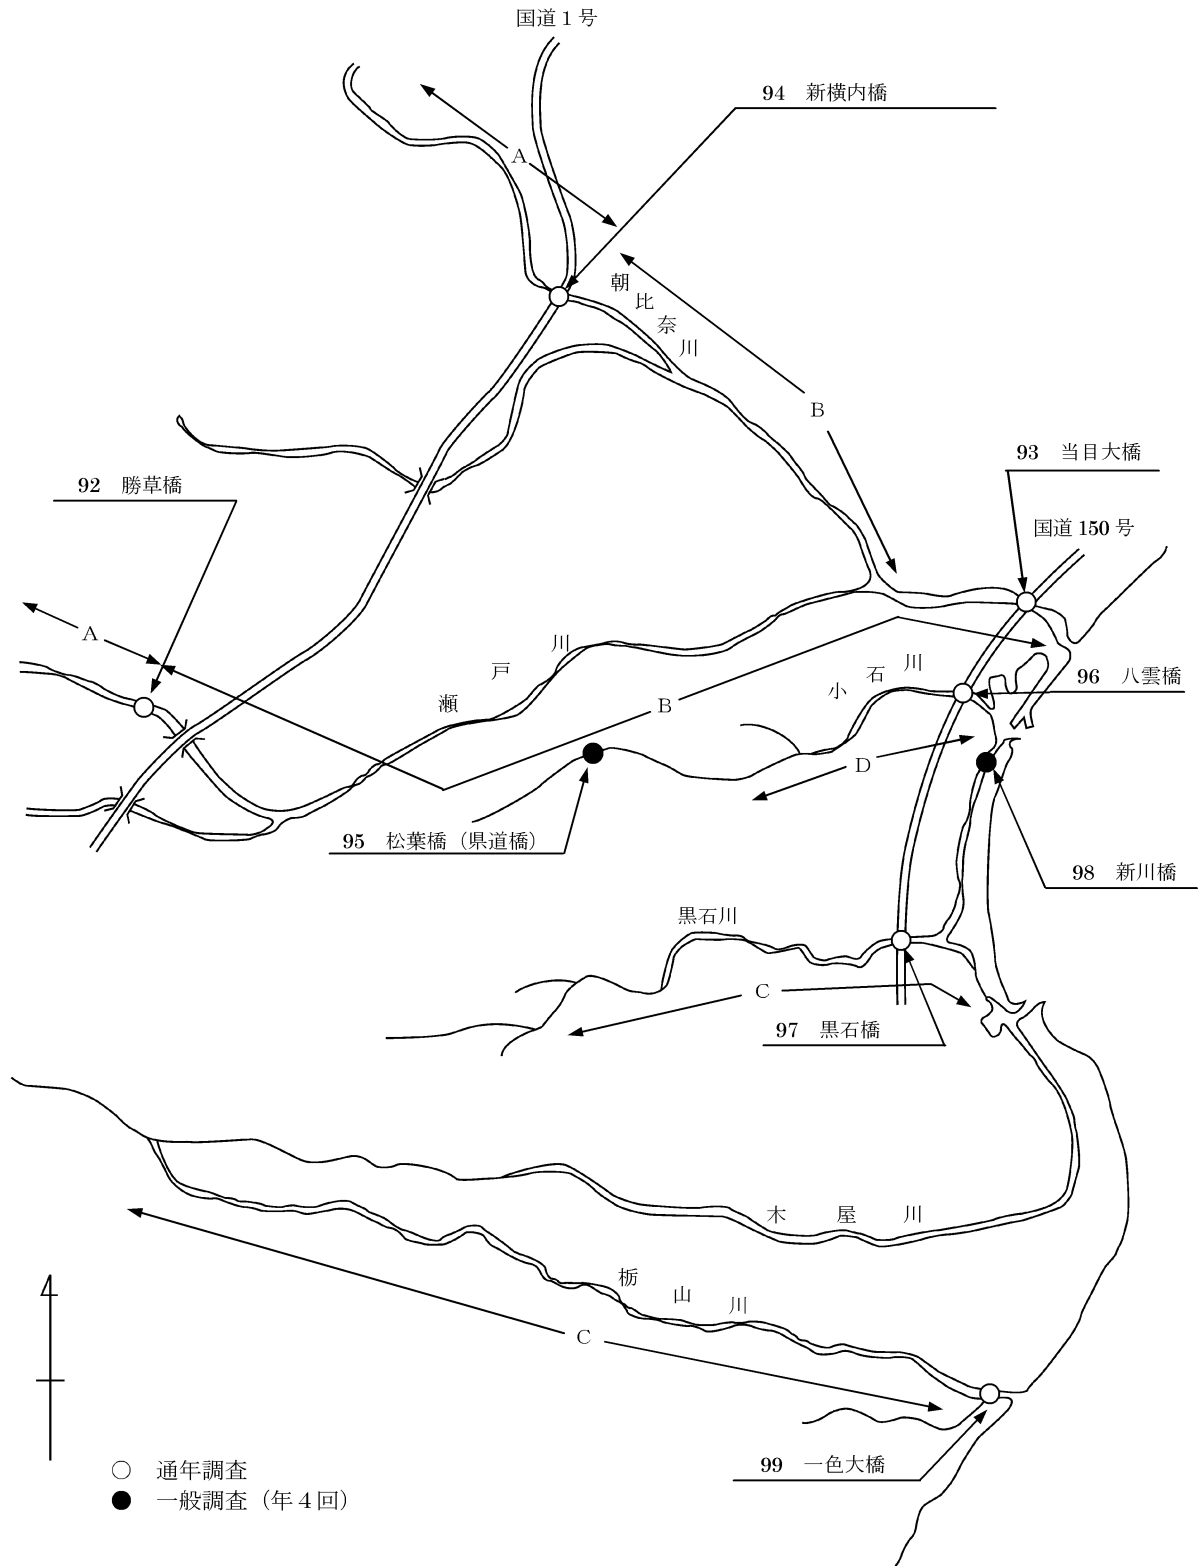 国道１号
94 新横内橋
A
朝比奈川
B
93 当目大橋
92 勝草橋
国道 150 号
A
瀬戸川
小石川
96 八雲橋
B
D
95 松葉橋（県道橋）
98 新川橋
黒石川
C
97 黒石橋
木屋川
栃山川
C
99 一色大橋
○ 通年調査
● 一般調査（年４回）